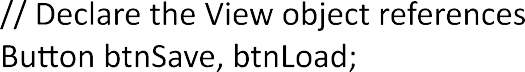 // Declare the View object references
Button btnSave, btnLoad;